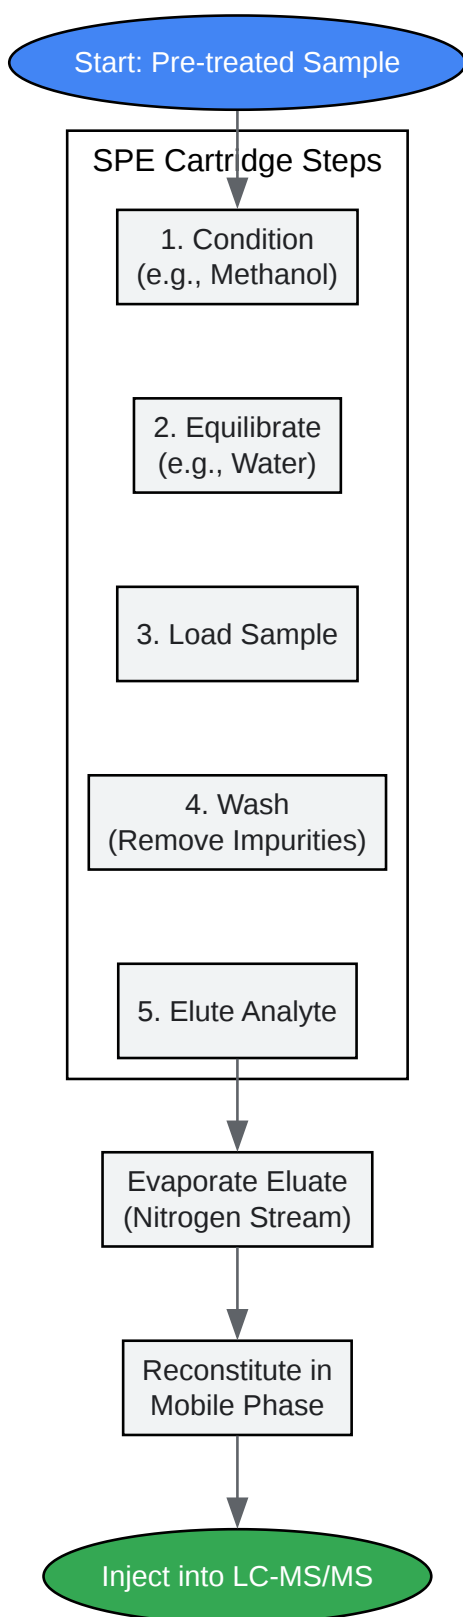 Start: Pre-treated Sample
SPE Cartridge Steps
1. Condition
(e.g., Methanol)
2. Equilibrate
(e.g., Water)
3. Load Sample
4. Wash
(Remove Impurities)
5. Elute Analyte
Evaporate Eluate
(Nitrogen Stream)
Reconstitute in
Mobile Phase
Inject into LC-MS/MS